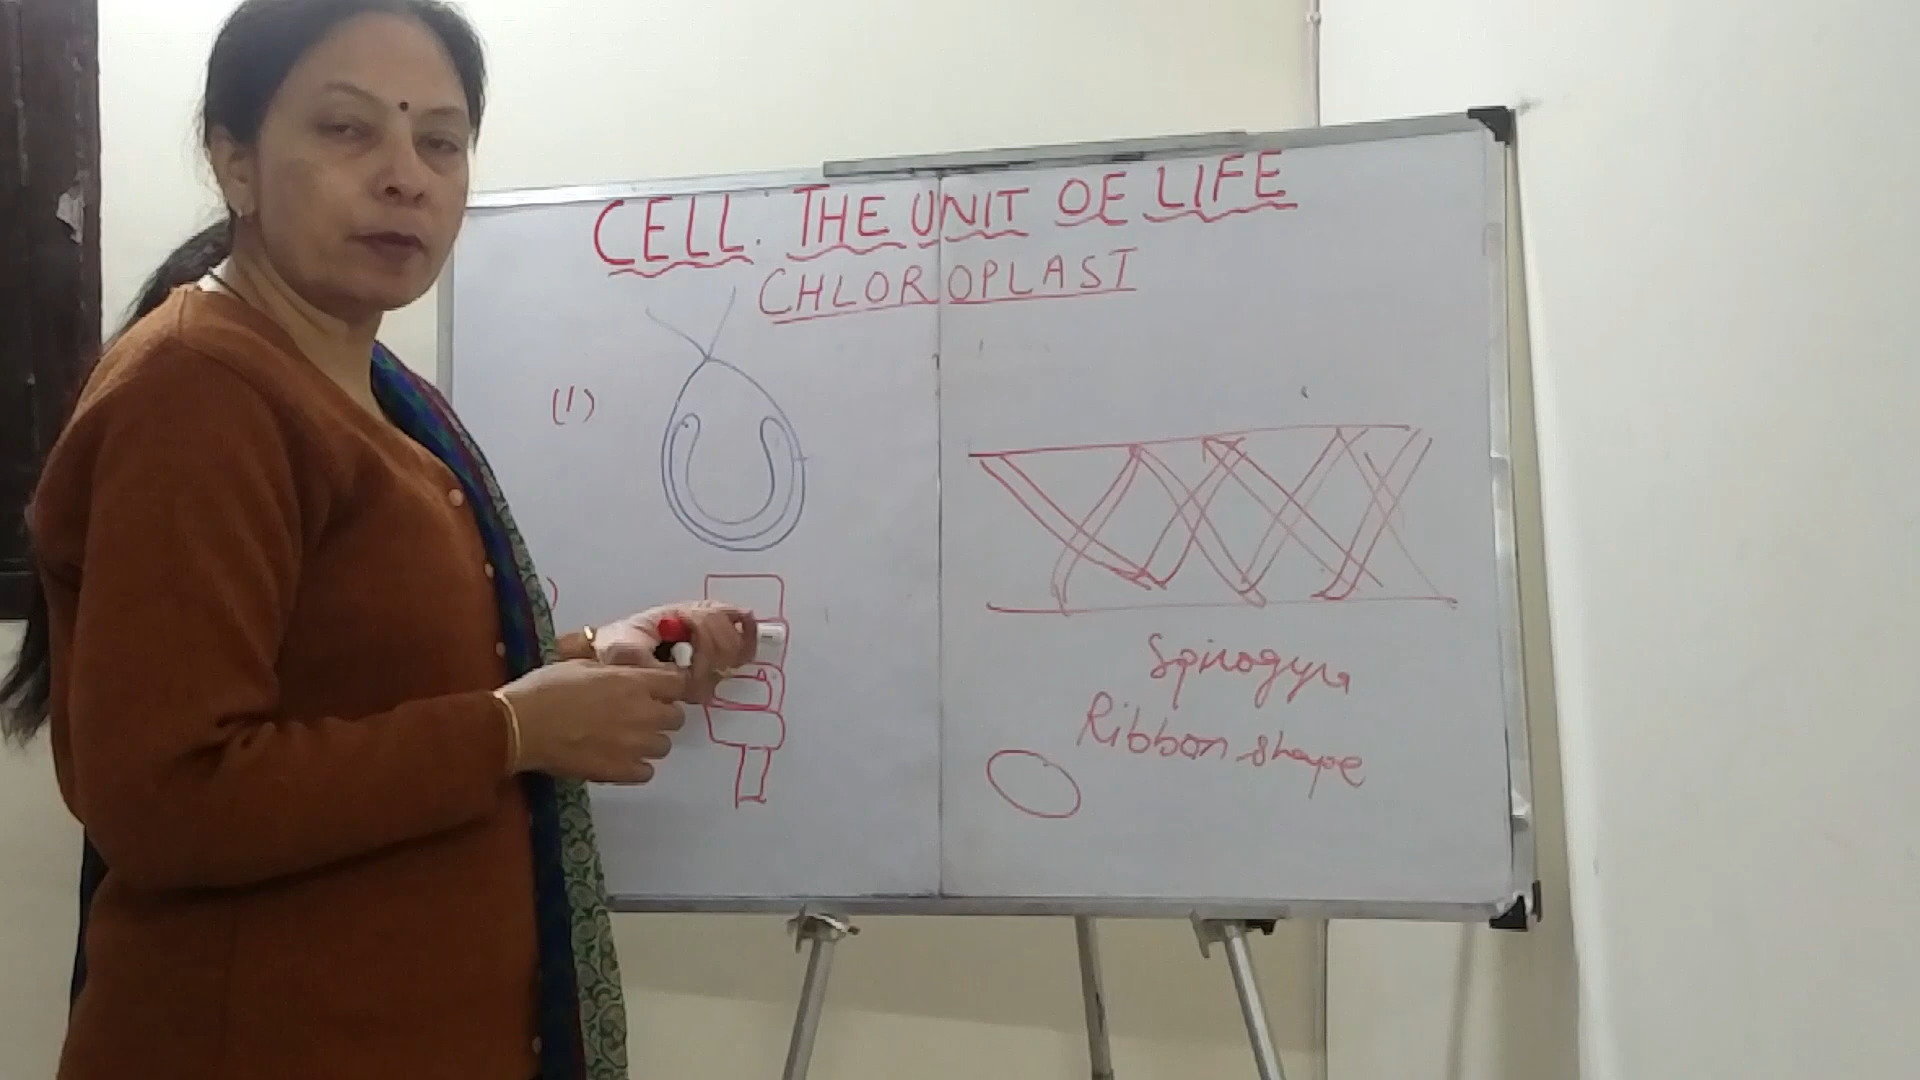 CELL: THE UNIT OF LIFE
CHLOROPLAST
(1)
)
Spirogyra
Ribbon shape